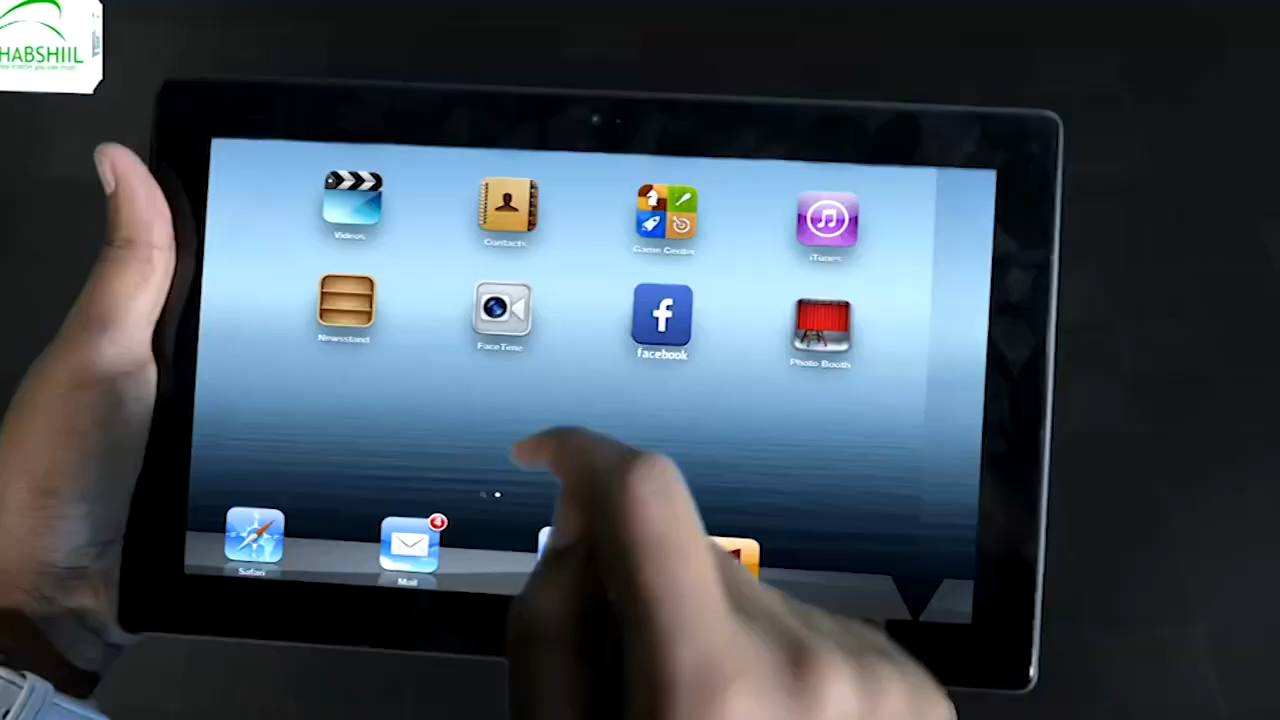 HABSHIIL
Videos
Contacts
Game Center
iTunes
Newsstand
FaceTime
facebook
Photo Booth
4
Safari
Mail